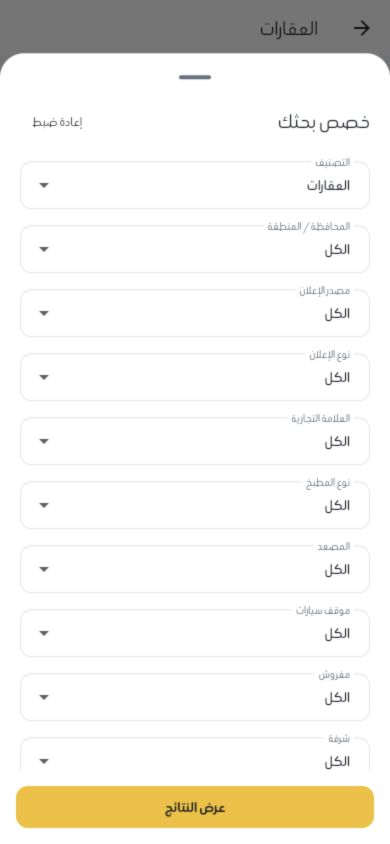 العقارات
خصص بحثك
إعادة ضبط
التصنيف
العقارات
المحافظة / المنطقة
الكل
مصدر الإعلان
الكل
نوع الإعلان
الكل
العلامة التجارية
الكل
نوع المطبخ
الكل
المصعد
الكل
موقف سيارات
الكل
مفروش
الكل
شرفة
الكل
عرض النتائج